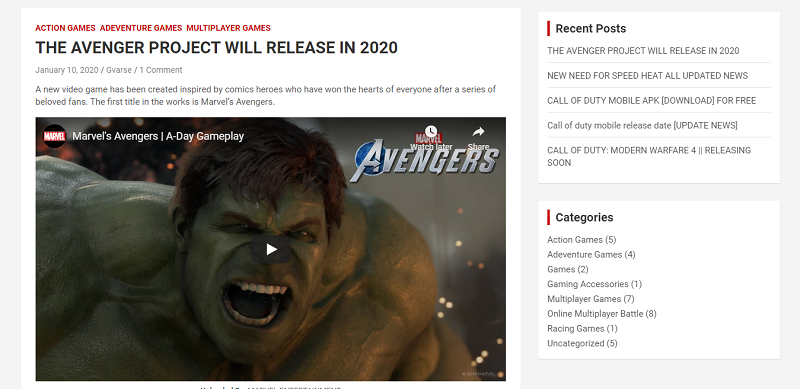 ACTION GAMES ADEVENTURE GAMES MULTIPLAYER GAMES
THE AVENGER PROJECT WILL RELEASE IN 2020
January 10, 2020 / Gvarse / 1 Comment
A new video game has been created inspired by comics heroes who have won the hearts of everyone after a series of
beloved fans. The first title in the works is Marvel's Avengers.
MARVEL Marvel's Avengers | A-Day Gameplay
Watch later Share
MARVEL
AVENGERS
Recent Posts
THE AVENGER PROJECT WILL RELEASE IN 2020
NEW NEED FOR SPEED HEAT ALL UPDATED NEWS
CALL OF DUTY MOBILE APK [DOWNLOAD] FOR FREE
Call of duty mobile release date [UPDATE NEWS]
CALL OF DUTY: MODERN WARFARE 4 || RELEASING
SOON
Categories
Action Games (5)
Adeventure Games (4)
Games (2)
Gaming Accessories (1)
Multiplayer Games (7)
Online Multiplayer Battle (8)
Racing Games (1)
Uncategorized (5)